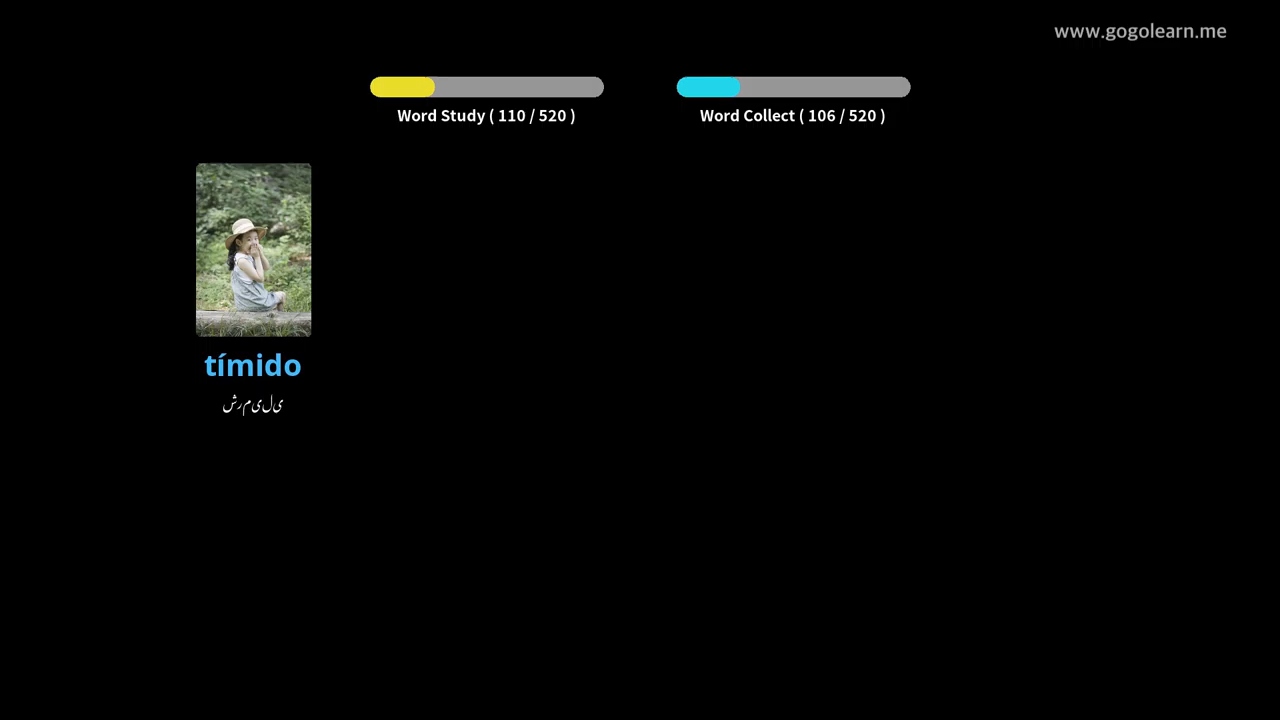 www.gogolearn.me
Word Study ( 110 / 520 )
Word Collect ( 106 / 520 )
tímido
شرمیلی